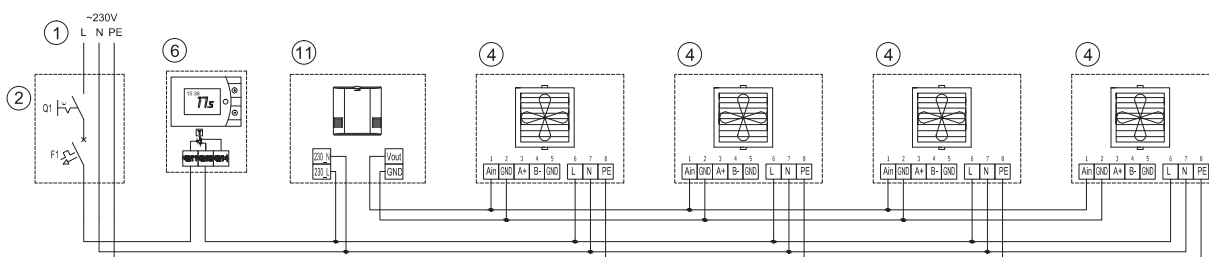 ~230V
1 L N PE
6
11
4
4
4
4
2
Q1
F1
15:36
230_N
230_L
Vout
GND
1 2 3 4 5 6 7 8
Ain GND A+ B- GND L N PE
1 2 3 4 5 6 7 8
Ain GND A+ B- GND L N PE
1 2 3 4 5 6 7 8
Ain GND A+ B- GND L N PE
1 2 3 4 5 6 7 8
Ain GND A+ B- GND L N PE